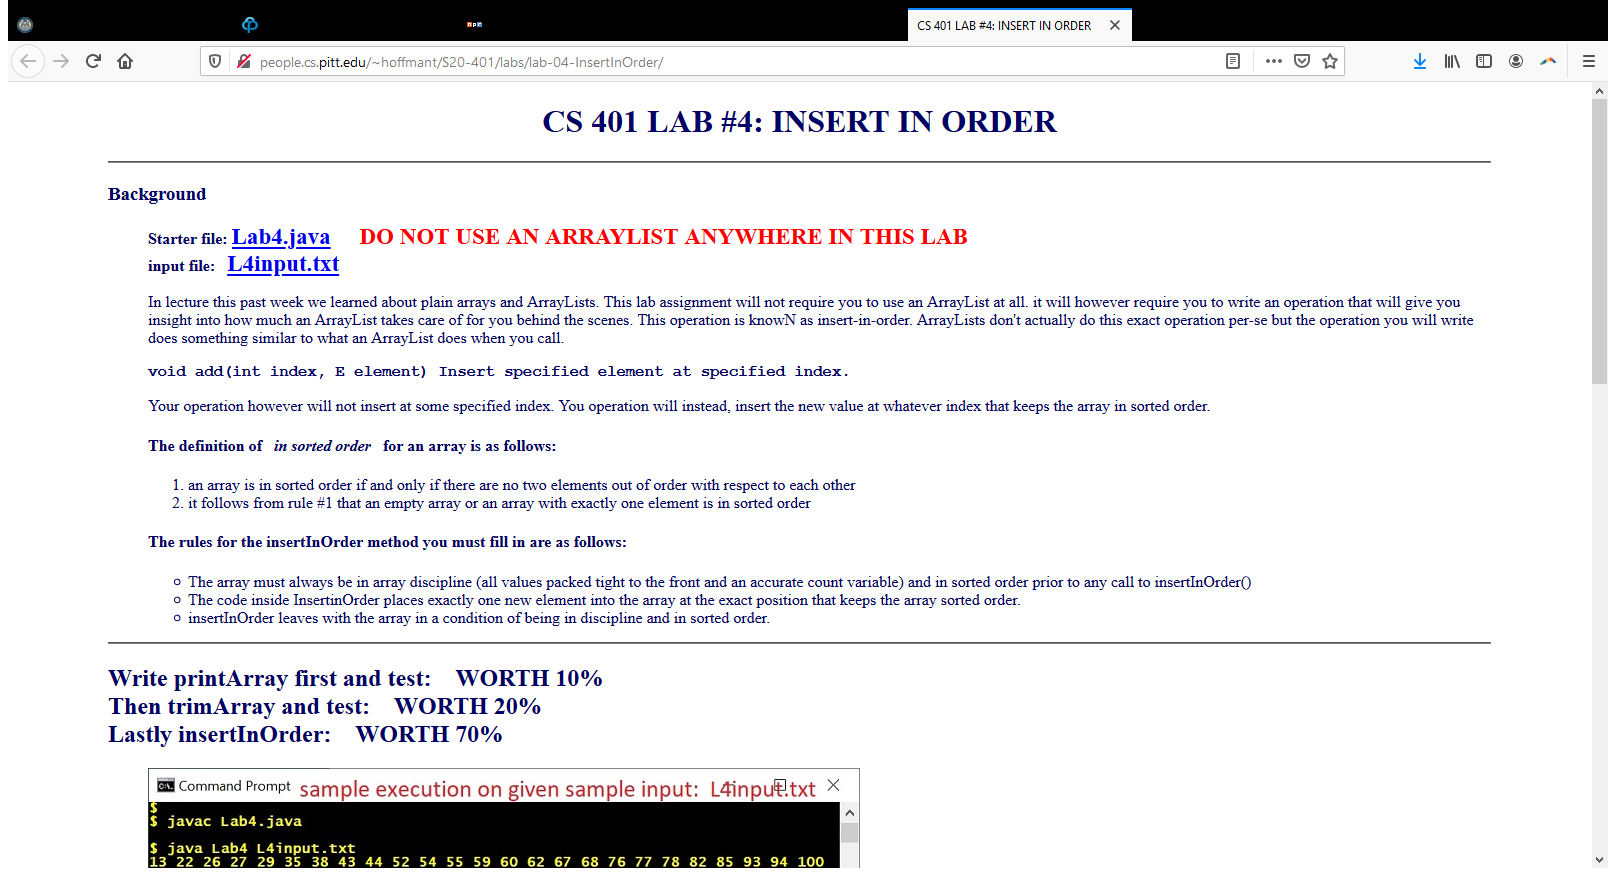 CS 401 LAB #4: INSERT IN ORDER
people.cs.pitt.edu/~hoffmant/S20-401/labs/lab-04-InsertInOrder/
CS 401 LAB #4: INSERT IN ORDER
Background
Starter file: Lab4.java DO NOT USE AN ARRAYLIST ANYWHERE IN THIS LAB
input file: L4input.txt
In lecture this past week we learned about plain arrays and ArrayLists. This lab assignment will not require you to use an ArrayList at all. it will however require you to write an operation that will give you
insight into how much an ArrayList takes care of for you behind the scenes. This operation is knowN as insert-in-order. ArrayLists don't actually do this exact operation per-se but the operation you will write
does something similar to what an ArrayList does when you call.
void add(int index, E element) Insert specified element at specified index.
Your operation however will not insert at some specified index. You operation will instead, insert the new value at whatever index that keeps the array in sorted order.
The definition of in sorted order for an array is as follows:
1. an array is in sorted order if and only if there are no two elements out of order with respect to each other
2. it follows from rule #1 that an empty array or an array with exactly one element is in sorted order
The rules for the insertInOrder method you must fill in are as follows:
The array must always be in array discipline (all values packed tight to the front and an accurate count variable) and in sorted order prior to any call to insertInOrder()
The code inside InsertinOrder places exactly one new element into the array at the exact position that keeps the array sorted order.
insertInOrder leaves with the array in a condition of being in discipline and in sorted order.
Write printArray first and test: WORTH 10%
Then trimArray and test: WORTH 20%
Lastly insertInOrder: WORTH 70%
Command Prompt sample execution on given sample input: L4input.txt
$
$ javac Lab4.java
$ java Lab4 L4input.txt
13 22 26 27 29 35 38 43 44 52 54 55 59 60 62 67 68 76 77 78 82 85 93 94 100